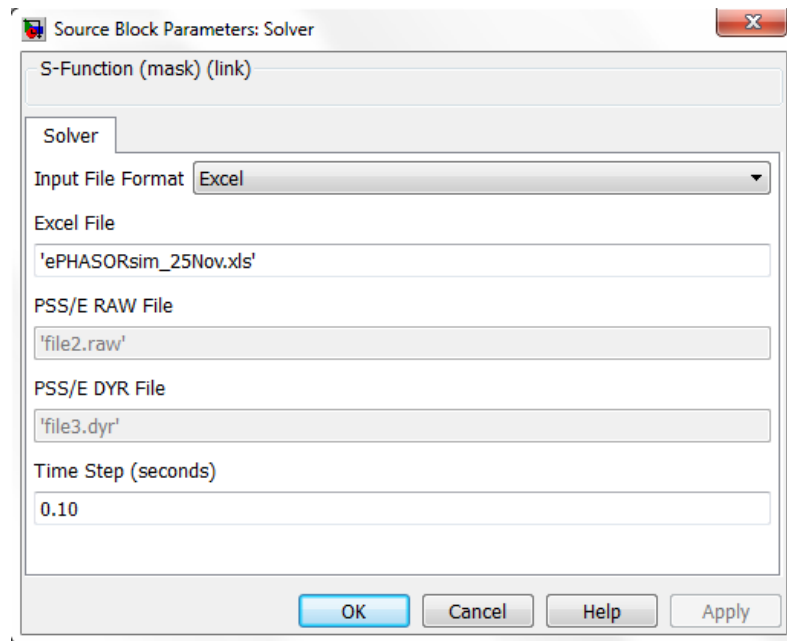 Source Block Parameters: Solver
S-Function (mask) (link)
Solver
Input File Format Excel
Excel File
'ePHASORsim_25Nov.xls'
PSS/E RAW File
'file2.raw'
PSS/E DYR File
'file3.dyr'
Time Step (seconds)
0.10
OK Cancel Help Apply